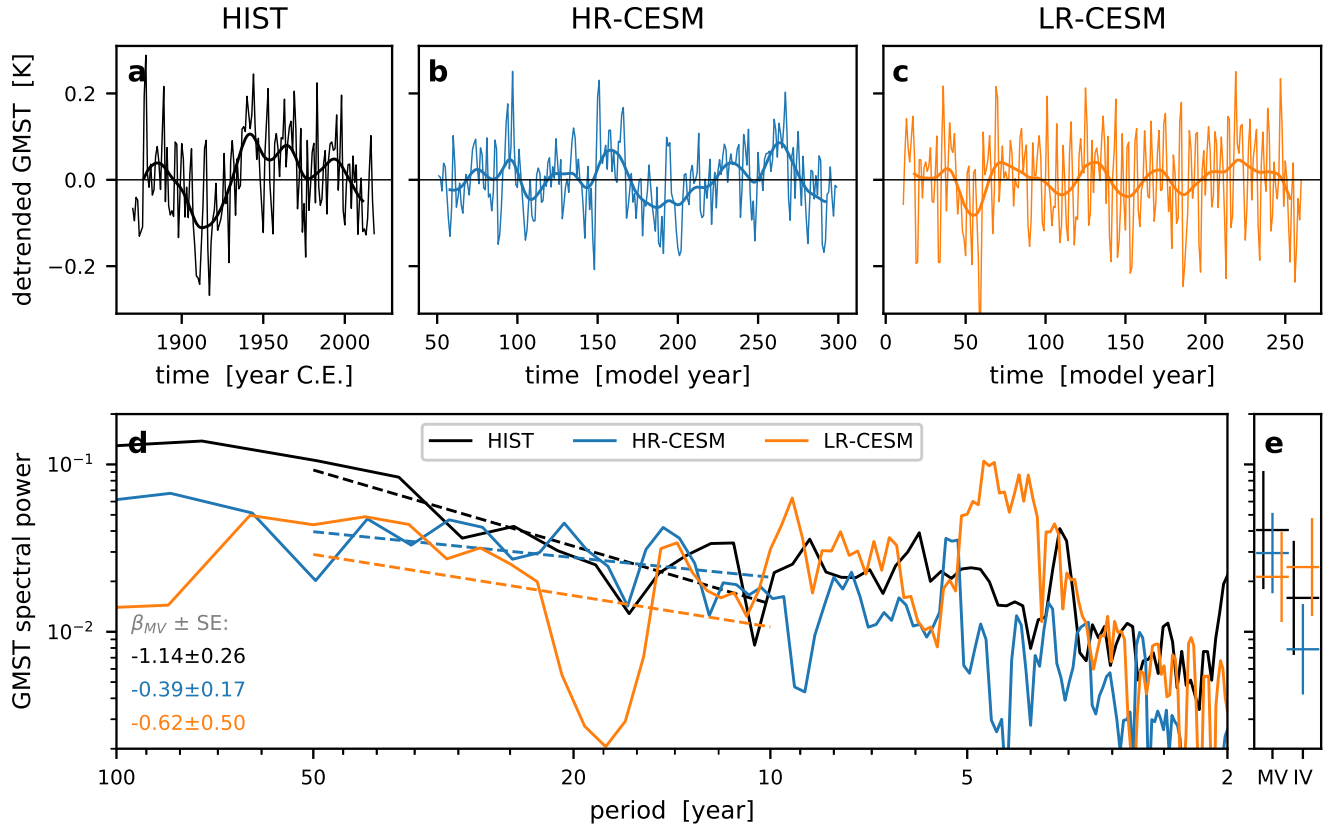 HIST
HR-CESM
LR-CESM
detrended GMST [K]
0.2
0.0
−0.2
a
b
c
1900 1950 2000
50 100 150 200 250 300
0 50 100 150 200 250
time [year C.E.]
time [model year]
time [model year]
d
HIST
HR-CESM
LR-CESM
e
GMST spectral power
10⁻¹
10⁻²
βMV ± SE:
-1.14±0.26
-0.39±0.17
-0.62±0.50
100 50 20 10 5 2
MV IV
period [year]